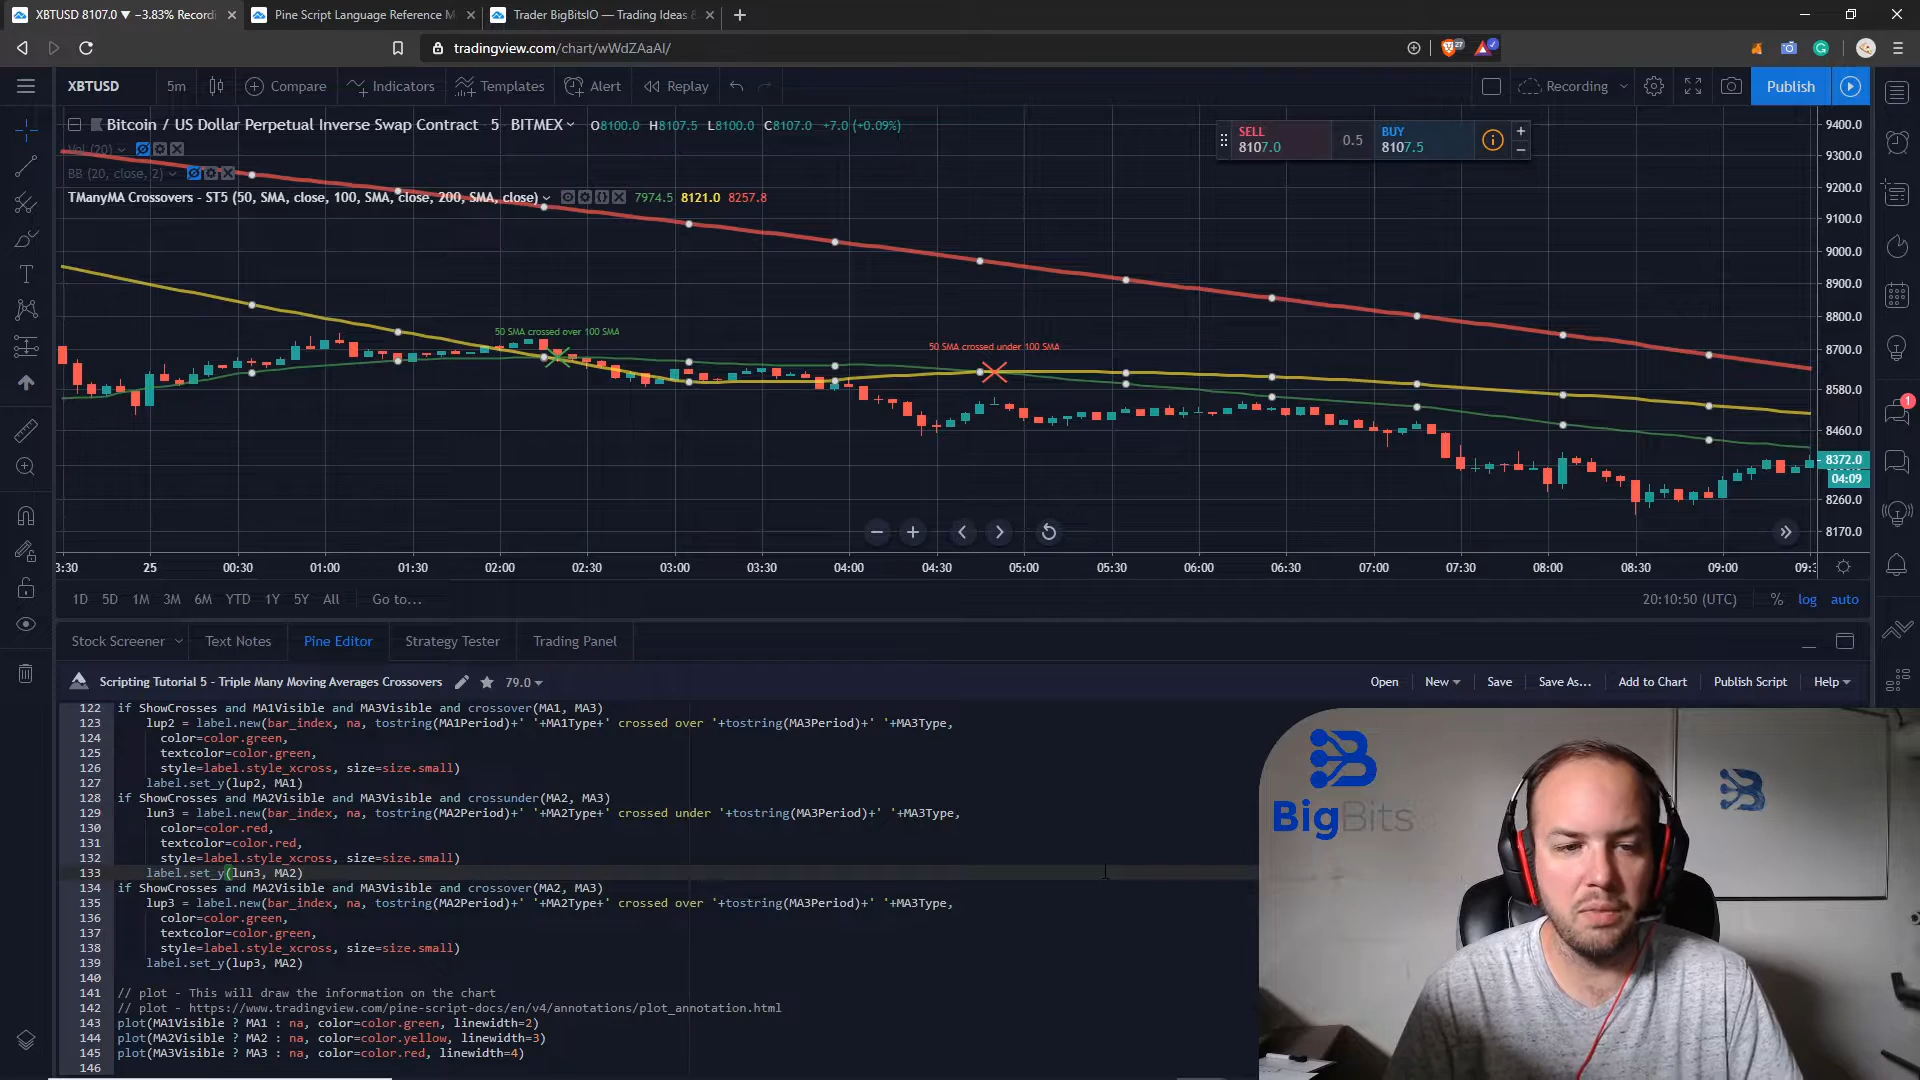 XBTUSD 8107.0 ▼ −3.83% Recordi
Pine Script Language Reference M
Trader BigBitsIO — Trading Ideas &
tradingview.com/chart/wWdZAaAl/
27
XBTUSD
5m
Compare
Indicators
Templates
Alert
Replay
Recording
Publish
Bitcoin / US Dollar Perpetual Inverse Swap Contract · 5 · BITMEX
O8100.0 H8107.5 L8100.0 C8107.0 +7.0 (+0.09%)
Vol (20)
BB (20, close, 2)
TManyMA Crossovers - ST5 (50, SMA, close, 100, SMA, close, 200, SMA, close)
7974.5 8121.0 8257.8
SELL
8107.0
0.5
BUY
8107.5
50 SMA crossed over 100 SMA
50 SMA crossed under 100 SMA
9400.0
9300.0
9200.0
9100.0
9000.0
8900.0
8800.0
8700.0
8580.0
8460.0
8372.0
04:09
8260.0
8170.0
1
3:30 25 00:30 01:00 01:30 02:00 02:30 03:00 03:30 04:00 04:30 05:00 05:30 06:00 06:30 07:00 07:30 08:00 08:30 09:00 09:3
1D 5D 1M 3M 6M YTD 1Y 5Y All Go to...
20:10:50 (UTC) % log auto
Stock Screener Text Notes Pine Editor Strategy Tester Trading Panel
Scripting Tutorial 5 - Triple Many Moving Averages Crossovers 79.0
Open New Save Save As... Add to Chart Publish Script Help
122 if ShowCrosses and MA1Visible and MA3Visible and crossover(MA1, MA3)
123 lup2 = label.new(bar_index, na, tostring(MA1Period)+' '+MA1Type+' crossed over '+tostring(MA3Period)+' '+MA3Type,
124 color=color.green,
125 textcolor=color.green,
126 style=label.style_xcross, size=size.small)
127 label.set_y(lup2, MA1)
128 if ShowCrosses and MA2Visible and MA3Visible and crossunder(MA2, MA3)
129 lun3 = label.new(bar_index, na, tostring(MA2Period)+' '+MA2Type+' crossed under '+tostring(MA3Period)+' '+MA3Type,
130 color=color.red,
131 textcolor=color.red,
132 style=label.style_xcross, size=size.small)
133 label.set_y(lun3, MA2)
134 if ShowCrosses and MA2Visible and MA3Visible and crossover(MA2, MA3)
135 lup3 = label.new(bar_index, na, tostring(MA2Period)+' '+MA2Type+' crossed over '+tostring(MA3Period)+' '+MA3Type,
136 color=color.green,
137 textcolor=color.green,
138 style=label.style_xcross, size=size.small)
139 label.set_y(lup3, MA2)
140
141 // plot - This will draw the information on the chart
142 // plot - https://www.tradingview.com/pine-script-docs/en/v4/annotations/plot_annotation.html
143 plot(MA1Visible ? MA1 : na, color=color.green, linewidth=2)
144 plot(MA2Visible ? MA2 : na, color=color.yellow, linewidth=3)
145 plot(MA3Visible ? MA3 : na, color=color.red, linewidth=4)
146
BigBits